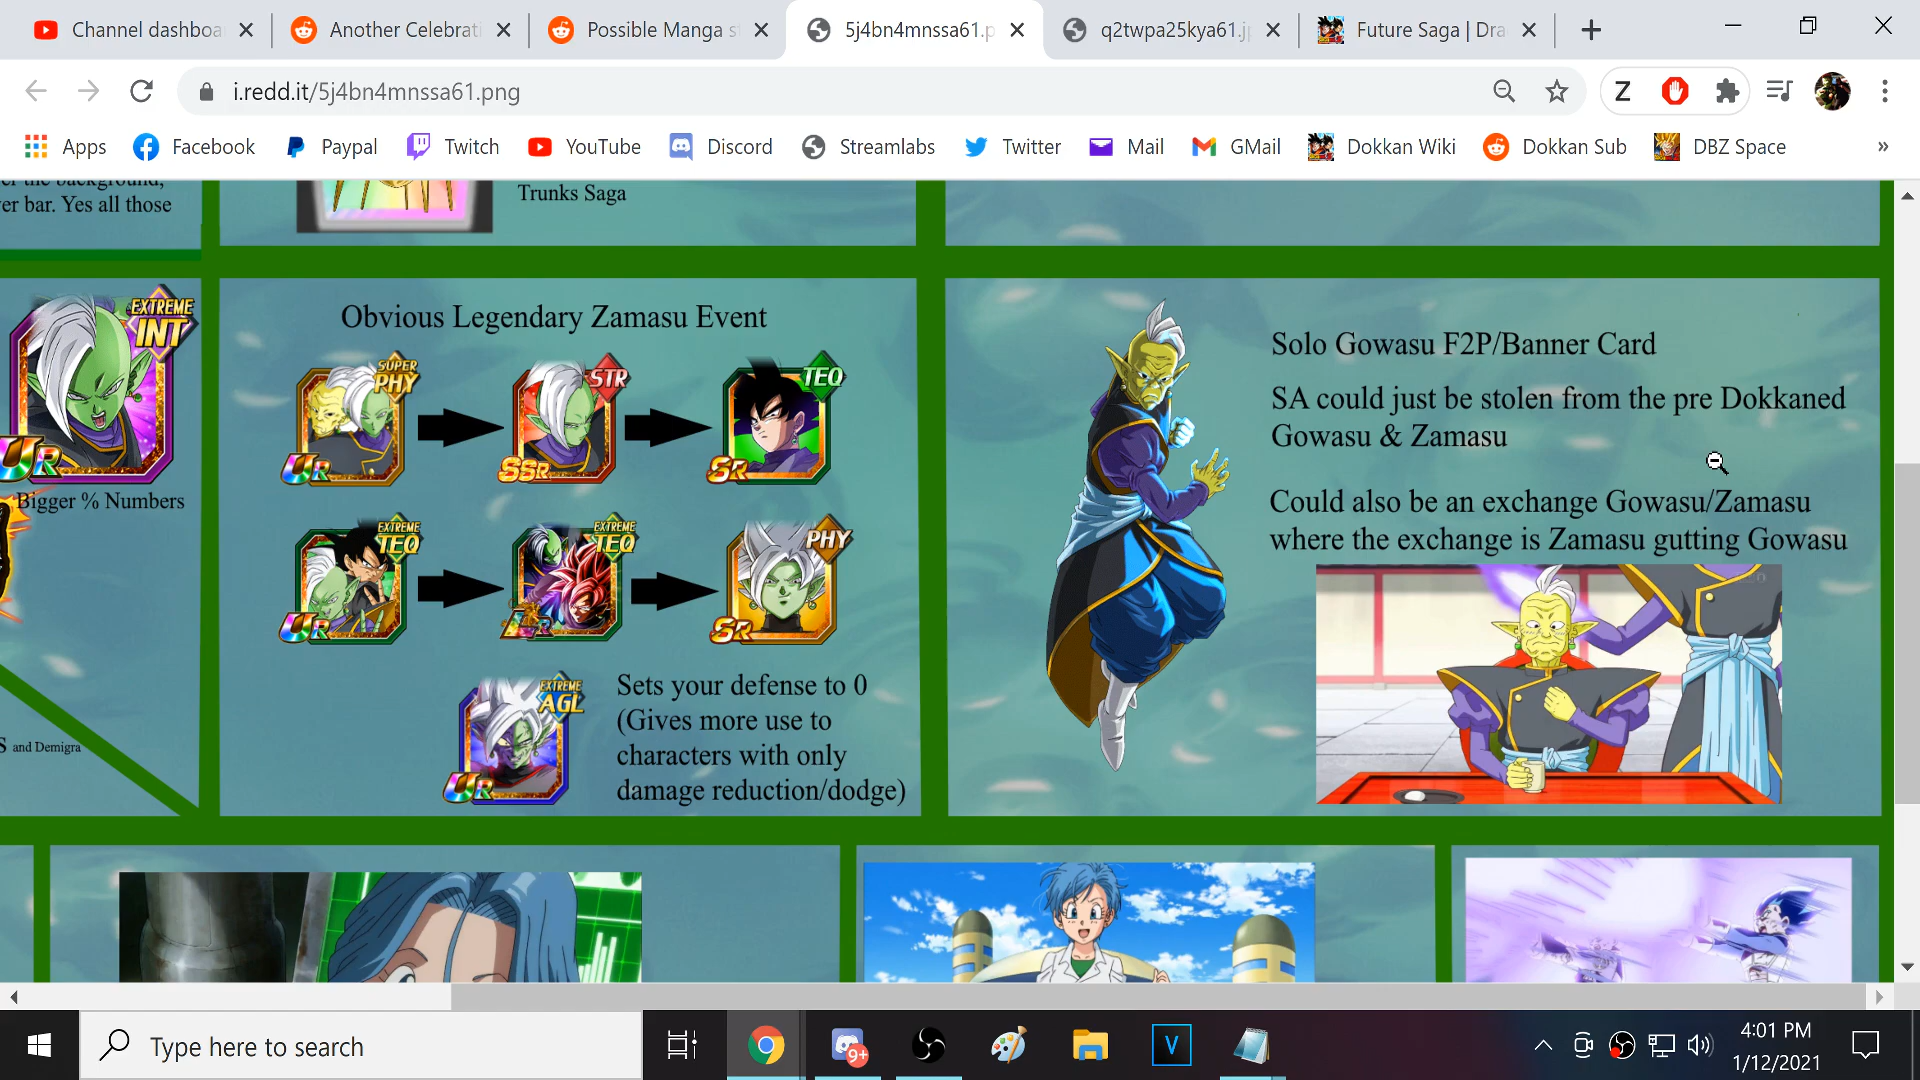 Channel dashboa
Another Celebrati
Possible Manga s
5j4bn4mnssa61.p
q2twpa25kya61.j
Future Saga | Dra
i.redd.it/5j4bn4mnssa61.png
Z
Apps
Facebook
Paypal
Twitch
YouTube
Discord
Streamlabs
Twitter
Mail
GMail
Dokkan Wiki
Dokkan Sub
DBZ Space
»
er the background,
er bar. Yes all those
Trunks Saga
EXTREME
INT
UR
Bigger % Numbers
s and Demigra
Obvious Legendary Zamasu Event
SUPER
PHY
UR
STR
SSR
TEQ
SR
EXTREME
TEQ
UR
EXTREME
TEQ
LR
PHY
SR
EXTREME
AGL
UR
Sets your defense to 0
(Gives more use to
characters with only
damage reduction/dodge)
Solo Gowasu F2P/Banner Card
SA could just be stolen from the pre Dokkaned
Gowasu & Zamasu
Could also be an exchange Gowasu/Zamasu
where the exchange is Zamasu gutting Gowasu
Type here to search
9+
V
4:01 PM
1/12/2021